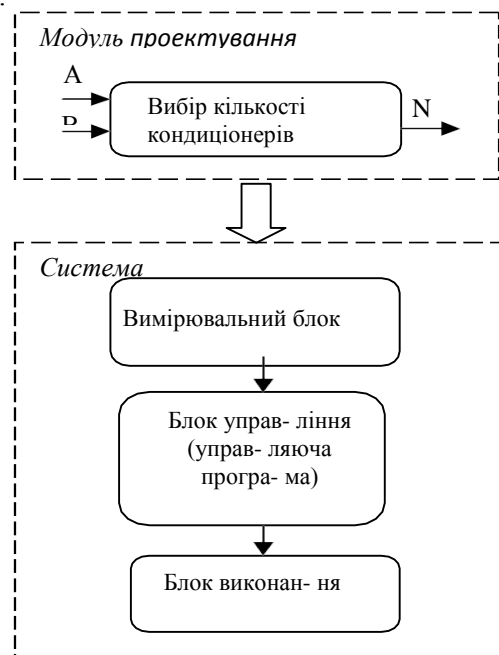 Модуль проектування
A
Вибір кількості
N
кондиціонерів
Система
Вимірювальний блок
Блок управ- ління
(управ- ляюча
програ- ма)
Блок виконан- ня